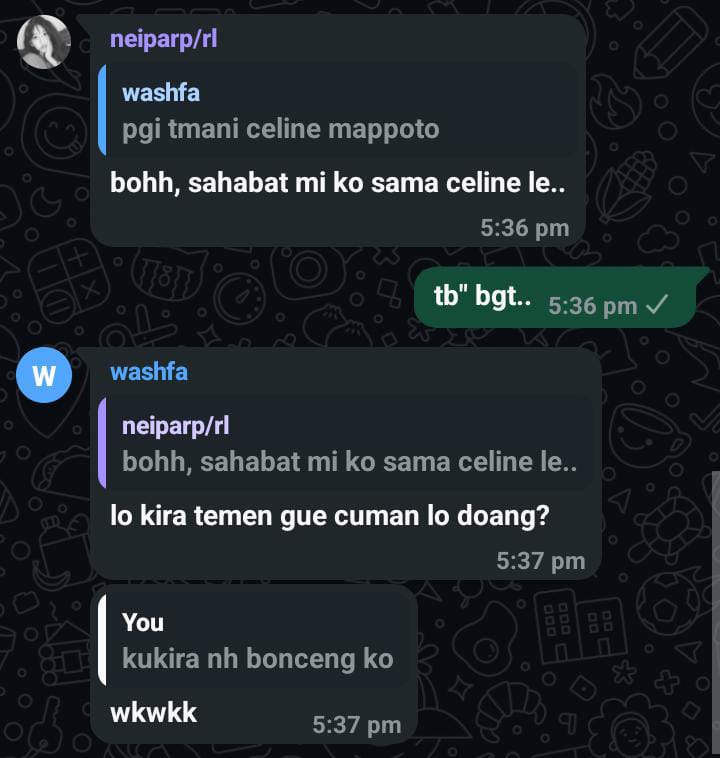 neiparp/rl
washfa
pgi tmani celine mappoto
bohh, sahabat mi ko sama celine le..
5:36 pm
tb" bgt.. 5:36 pm
W
washfa
neiparp/rl
bohh, sahabat mi ko sama celine le..
lo kira temen gue cuman lo doang?
5:37 pm
You
kukira nh bonceng ko
wkwkk 5:37 pm